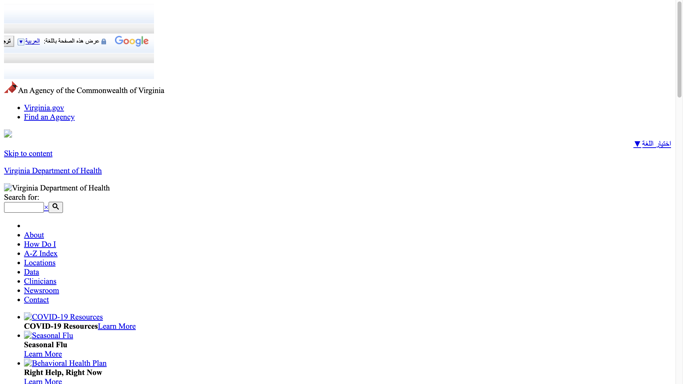 عرض هذه الصفحة باللغة: العربية ▼
Google
An Agency of the Commonwealth of Virginia
Virginia.gov
Find an Agency
اختيار اللغة ▼
Skip to content
Virginia Department of Health
Virginia Department of Health
Search for:
×
About
How Do I
A-Z Index
Locations
Data
Clinicians
Newsroom
Contact
COVID-19 Resources
COVID-19 ResourcesLearn More
Seasonal Flu
Seasonal Flu
Learn More
Behavioral Health Plan
Right Help, Right Now
Learn More